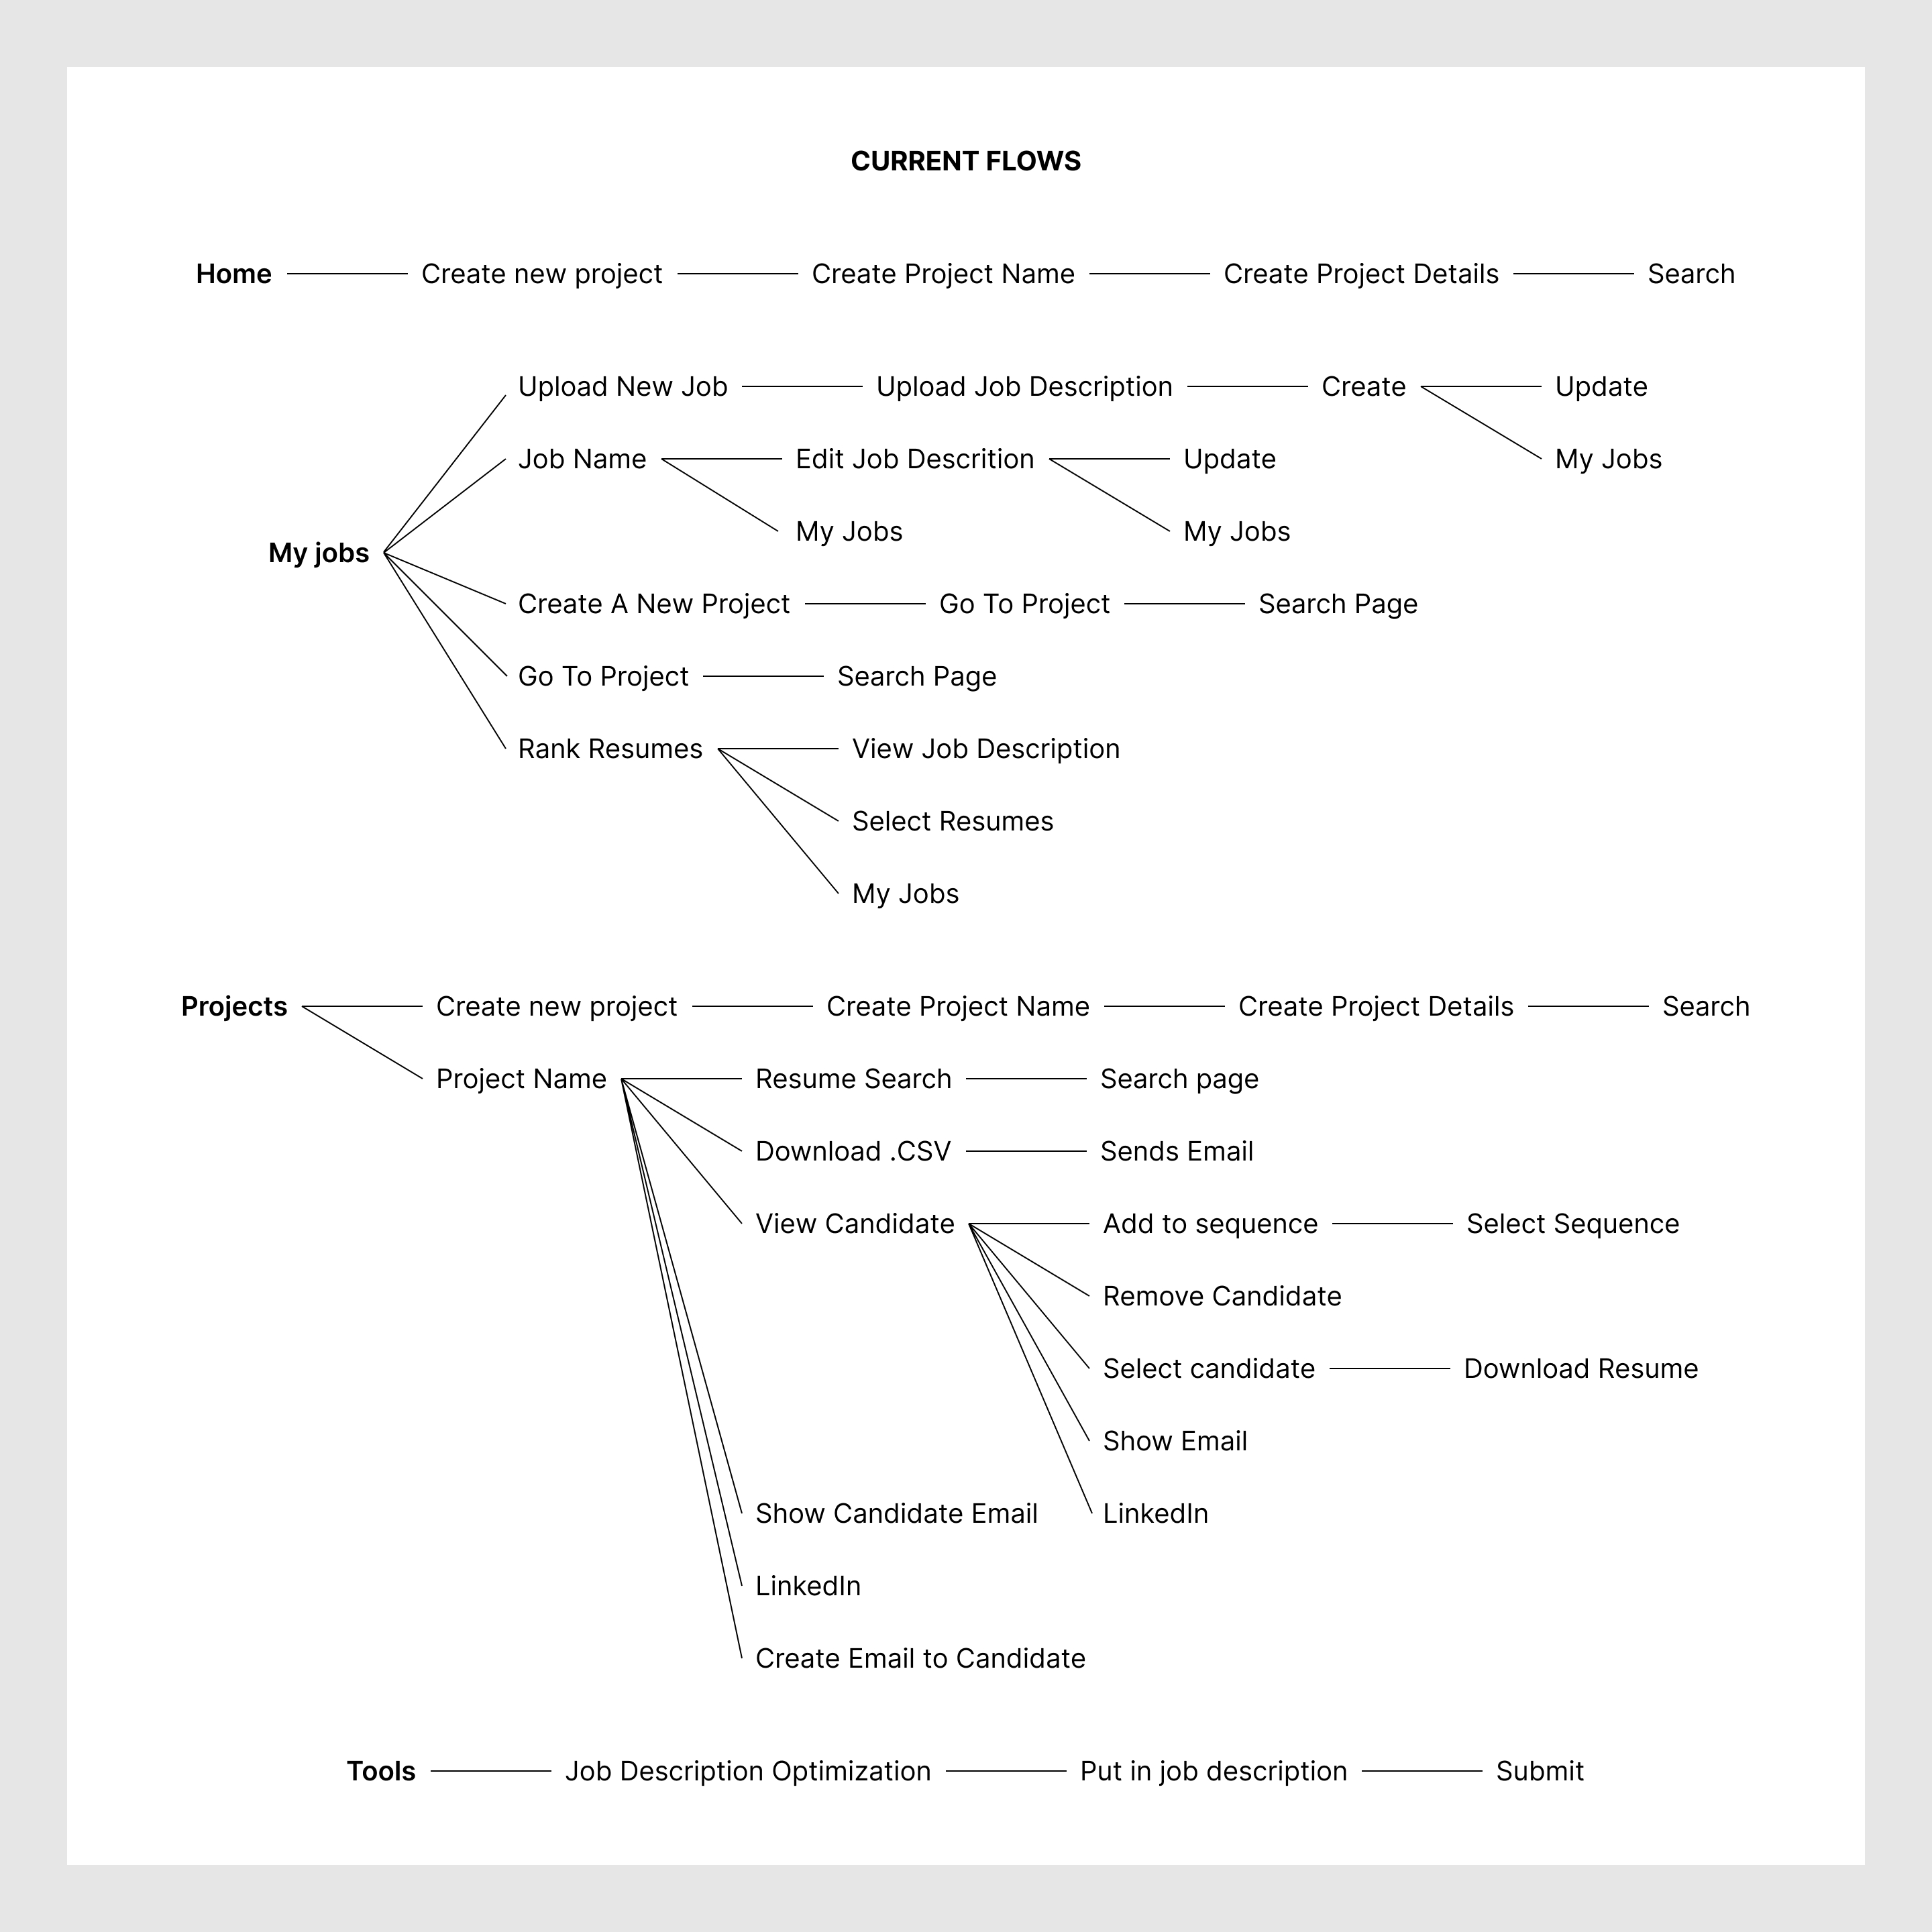 CURRENT FLOWS
Home Create new project Create Project Name Create Project Details Search
Upload New Job Upload Job Description Create Update
Job Name Edit Job Descrition Update My Jobs
My Jobs My Jobs
My jobs
Create A New Project Go To Project Search Page
Go To Project Search Page
Rank Resumes View Job Description
Select Resumes
My Jobs
Projects Create new project Create Project Name Create Project Details Search
Project Name Resume Search Search page
Download .CSV Sends Email
View Candidate Add to sequence Select Sequence
Remove Candidate
Select candidate Download Resume
Show Email
Show Candidate Email LinkedIn
LinkedIn
Create Email to Candidate
Tools Job Description Optimization Put in job description Submit